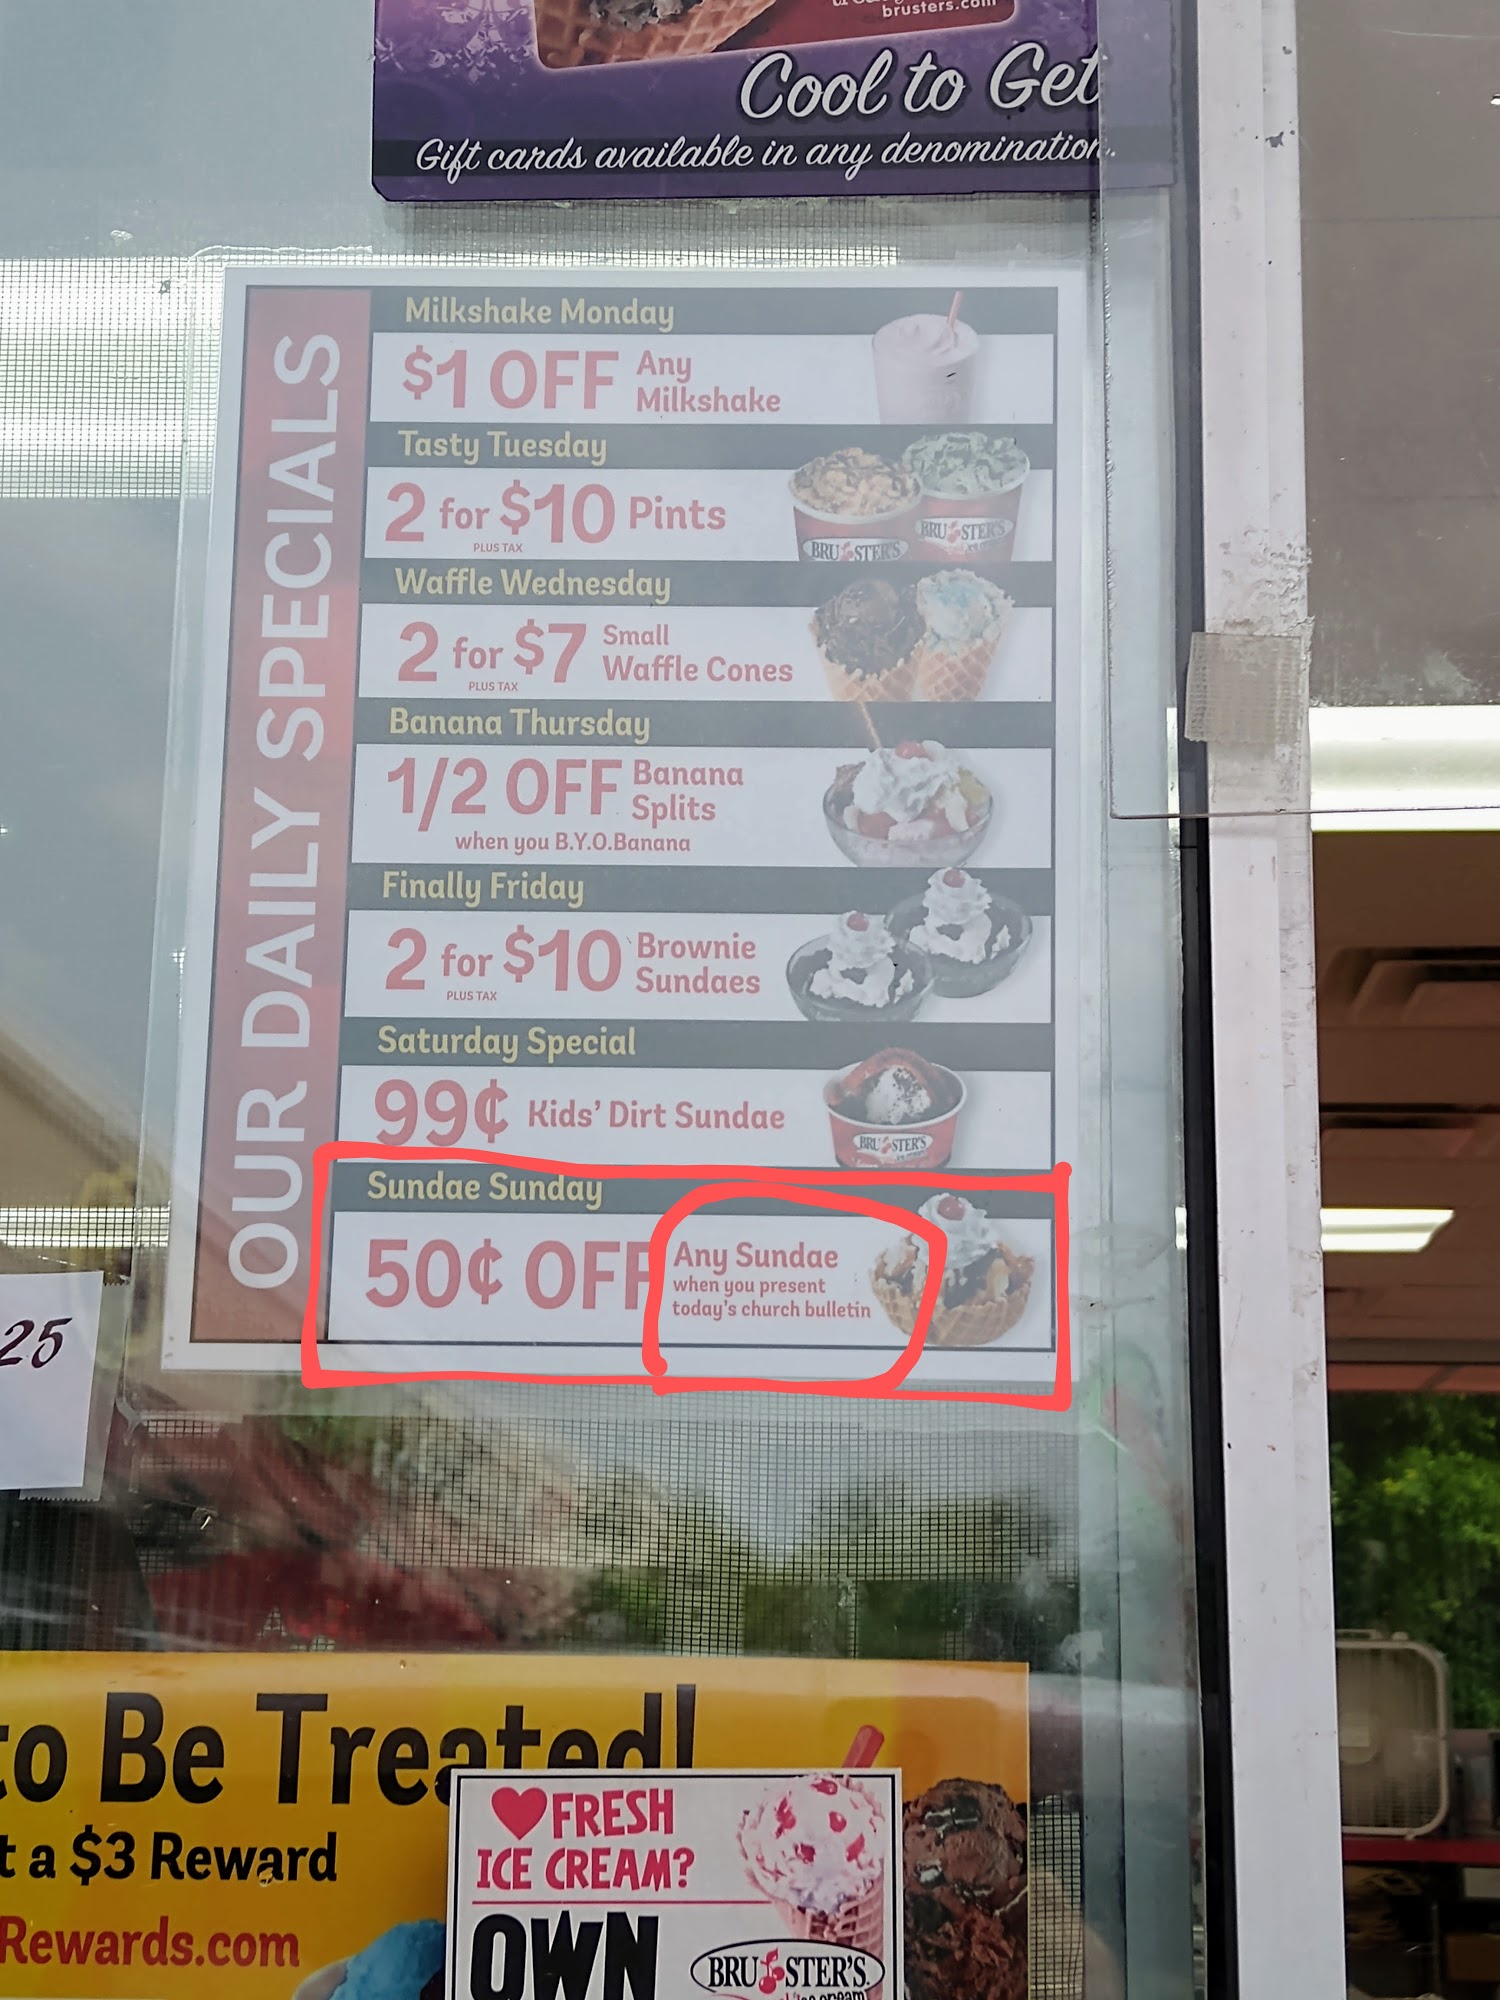 brusters.com
Cool to Get
Gift cards available in any denomination.
OUR DAILY SPECIALS
Milkshake Monday
$1 OFF Any
Milkshake
Tasty Tuesday
2 for $10 Pints
PLUS TAX
BRUSTER'S
BRUSTER'S
Waffle Wednesday
2 for $7 Small
Waffle Cones
PLUS TAX
Banana Thursday
1/2 OFF Banana
Splits
when you B.Y.O.Banana
Finally Friday
2 for $10 Brownie
Sundaes
PLUS TAX
Saturday Special
99¢ Kids' Dirt Sundae
BRUSTER'S
Sundae Sunday
50¢ OFF Any Sundae
when you present
today's church bulletin
25
to Be Treated!
t a $3 Reward
Rewards.com
FRESH
ICE CREAM?
OWN
BRUSTER'S
ice cream